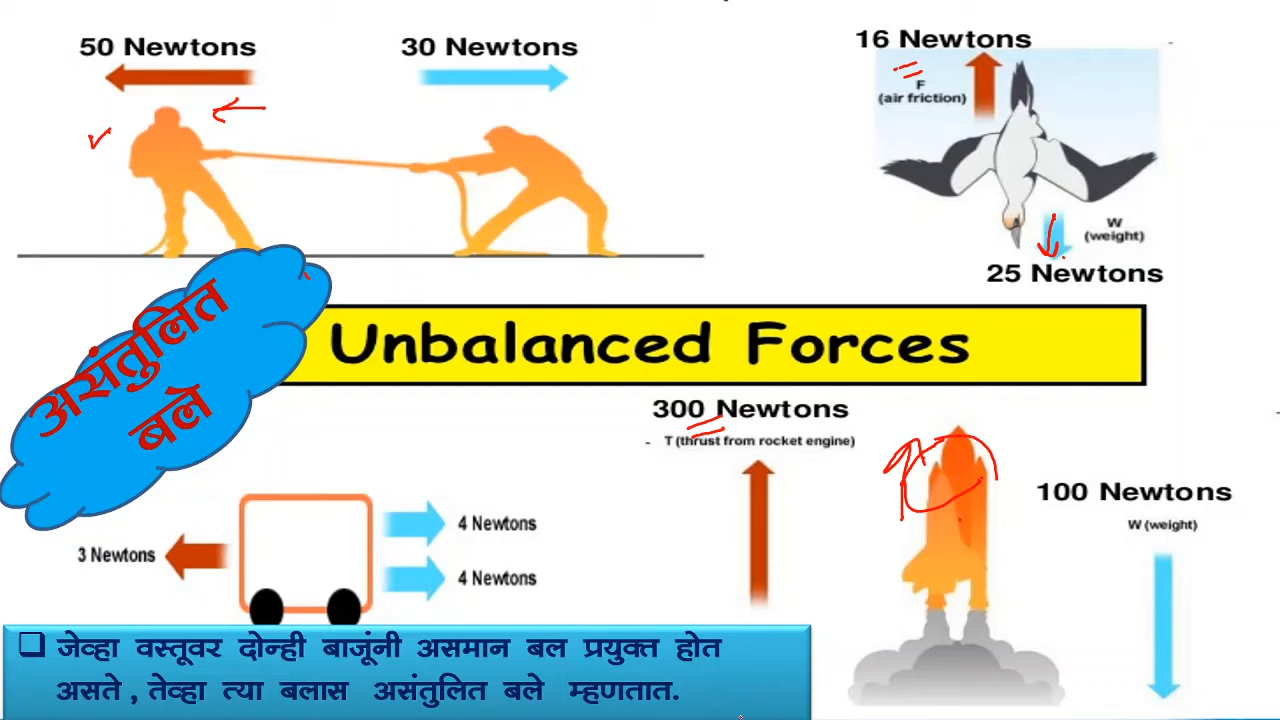 50 Newtons
30 Newtons
16 Newtons
F
(air friction)
W
(weight)
25 Newtons
असंतुलित
बले
Unbalanced Forces
300 Newtons
T (thrust from rocket engine)
100 Newtons
W (weight)
3 Newtons
4 Newtons
4 Newtons
जेव्हा वस्तूवर दोन्ही बाजूंनी असमान बल प्रयुक्त होत
असते , तेव्हा त्या बलास असंतुलित बले म्हणतात.